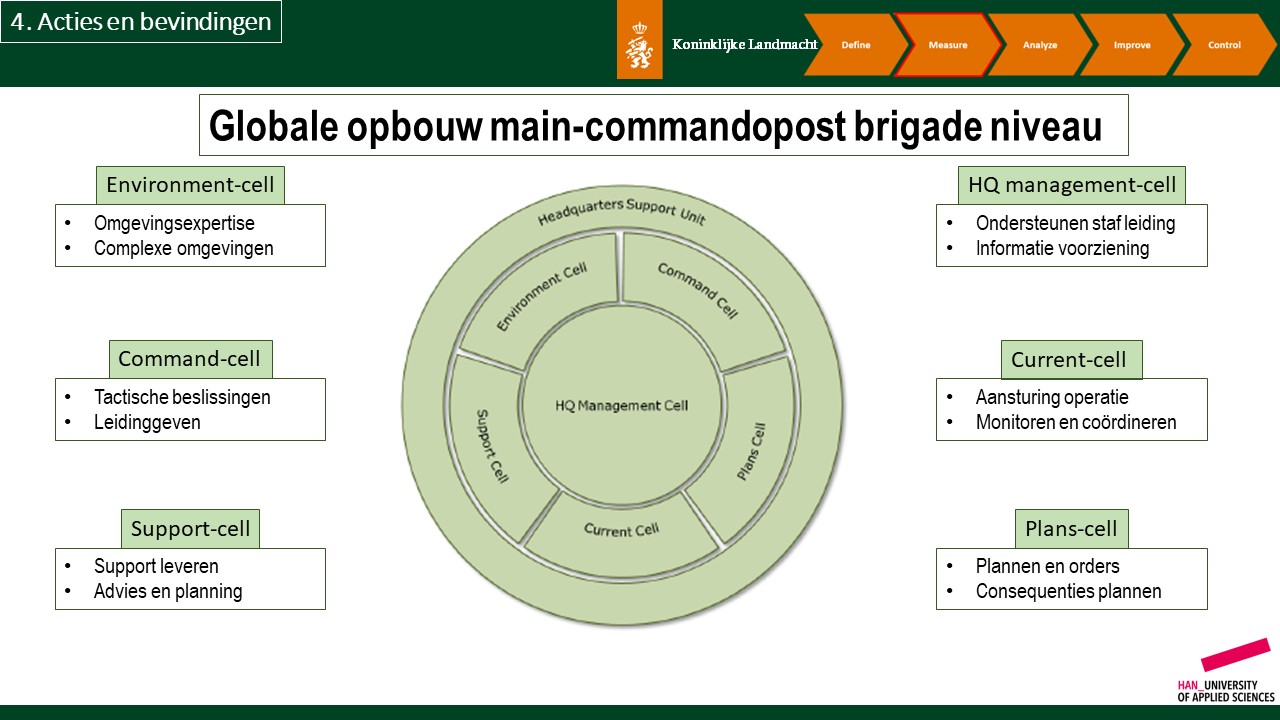 4. Acties en bevindingen
Koninklijke Landmacht
Define
Measure
Analyze
Improve
Control
Globale opbouw main-commandopost brigade niveau
Environment-cell
• Omgevingsexpertise
• Complexe omgevingen
Command-cell
• Tactische beslissingen
• Leidinggeven
Support-cell
• Support leveren
• Advies en planning
Headquarters Support Unit
Environment Cell
Command Cell
Support Cell
HQ Management Cell
Plans Cell
Current Cell
HQ management-cell
• Ondersteunen staf leiding
• Informatie voorziening
Current-cell
• Aansturing operatie
• Monitoren en coördineren
Plans-cell
• Plannen en orders
• Consequenties plannen
HAN_UNIVERSITY
OF APPLIED SCIENCES